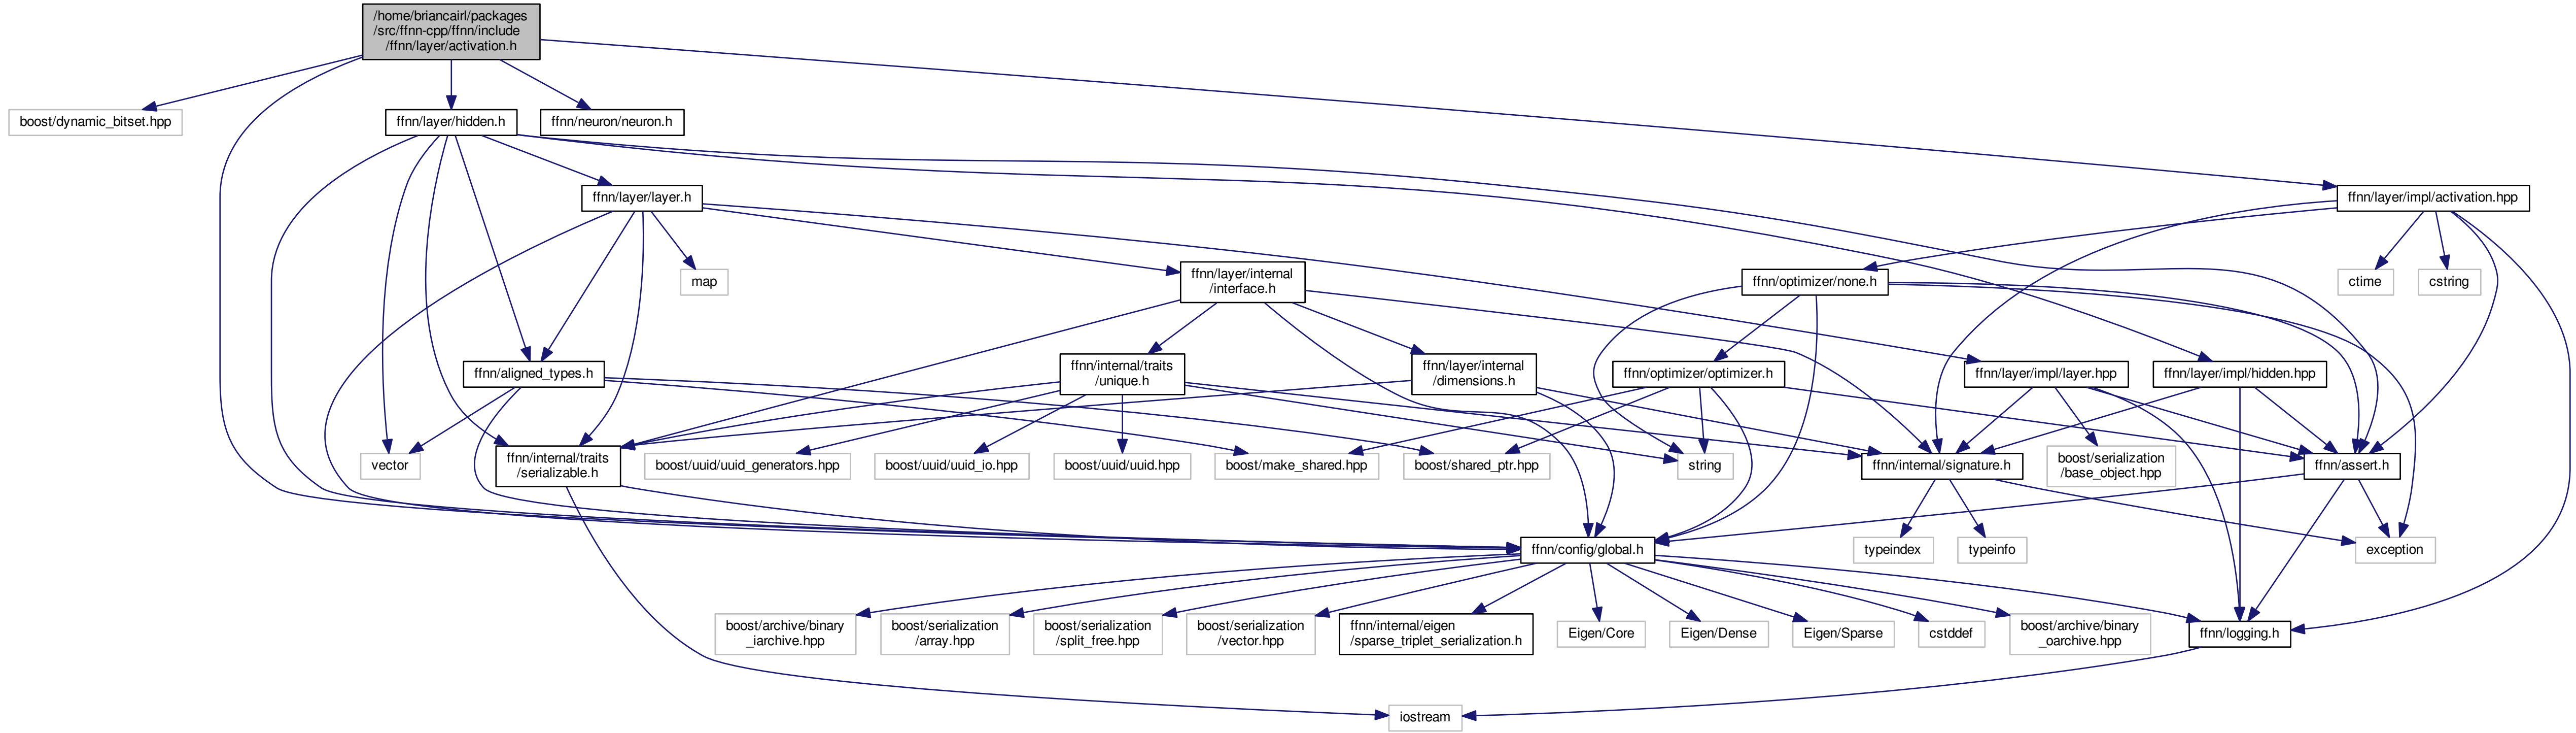 /home/briancairl/packages
/src/ffnn-cpp/ffnn/include
/ffnn/layer/activation.h
boost/dynamic_bitset.hpp
ffnn/layer/hidden.h
ffnn/neuron/neuron.h
ffnn/layer/layer.h
ffnn/layer/impl/activation.hpp
map
ffnn/layer/internal
/interface.h
ffnn/optimizer/none.h
ctime
cstring
ffnn/aligned_types.h
ffnn/internal/traits
/unique.h
ffnn/layer/internal
/dimensions.h
ffnn/optimizer/optimizer.h
ffnn/layer/impl/layer.hpp
ffnn/layer/impl/hidden.hpp
vector
ffnn/internal/traits
/serializable.h
boost/uuid/uuid_generators.hpp
boost/uuid/uuid_io.hpp
boost/uuid/uuid.hpp
boost/make_shared.hpp
boost/shared_ptr.hpp
string
ffnn/internal/signature.h
boost/serialization
/base_object.hpp
ffnn/assert.h
ffnn/config/global.h
typeindex
typeinfo
exception
boost/archive/binary
_iarchive.hpp
boost/serialization
/array.hpp
boost/serialization
/split_free.hpp
boost/serialization
/vector.hpp
ffnn/internal/eigen
/sparse_triplet_serialization.h
Eigen/Core
Eigen/Dense
Eigen/Sparse
cstddef
boost/archive/binary
_oarchive.hpp
ffnn/logging.h
iostream